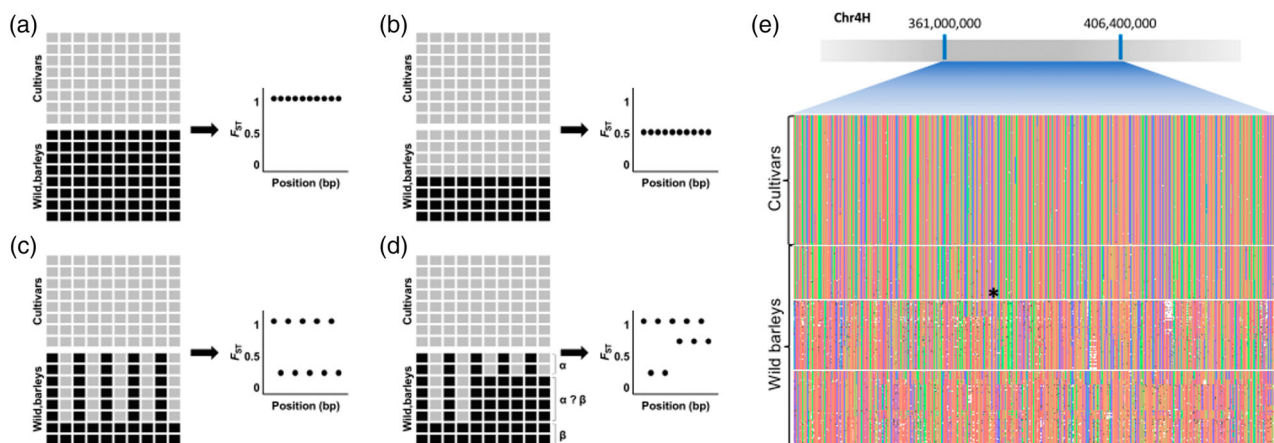 (a)
Cultivars
Wild,barleys
1
0.5
0
FST
Position (bp)
(b)
Cultivars
Wild,barleys
1
0.5
0
FST
Position (bp)
(c)
Cultivars
Wild,barleys
1
0.5
0
FST
Position (bp)
(d)
Cultivars
Wild,barleys
α
α ? β
β
1
0.5
0
FST
Position (bp)
(e)
Chr4H
361,000,000
406,400,000
Cultivars
Wild barleys
*